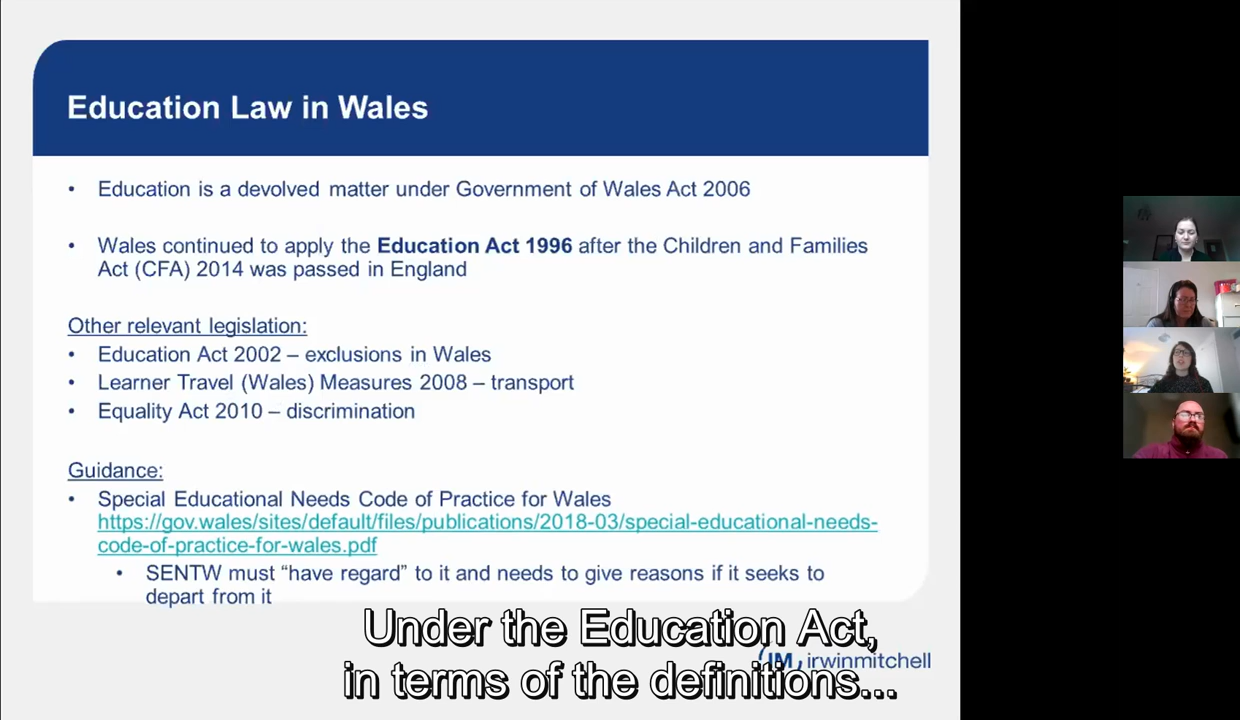 Education Law in Wales
• Education is a devolved matter under Government of Wales Act 2006
• Wales continued to apply the Education Act 1996 after the Children and Families
Act (CFA) 2014 was passed in England
Other relevant legislation:
• Education Act 2002 – exclusions in Wales
• Learner Travel (Wales) Measures 2008 – transport
• Equality Act 2010 – discrimination
Guidance:
• Special Educational Needs Code of Practice for Wales
https://gov.wales/sites/default/files/publications/2018-03/special-educational-needs-
code-of-practice-for-wales.pdf
• SENTW must “have regard” to it and needs to give reasons if it seeks to
depart from it
Under the Education Act,
in terms of the definitions...
IM irwinmitchell